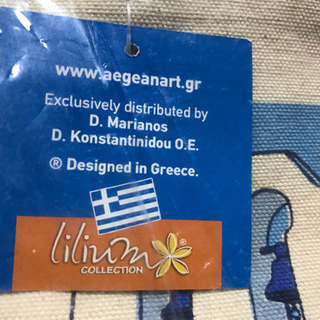 www.aegeanart.gr
Exclusively distributed by
D. Marianos
D. Konstantinidou O.E.
® Designed in Greece.
lilium ®
COLLECTION